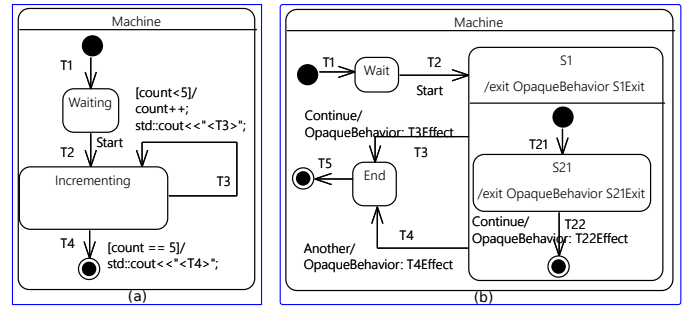 Machine
T1
Waiting
[count<5]/
count++;
std::cout<<"<T3>";
Start
T2
Incrementing
T3
T4
[count == 5]/
std::cout<<"<T4>";
(a)
Machine
T1
Wait
T2
Start
S1
/exit OpaqueBehavior S1Exit
Continue/
OpaqueBehavior: T3Effect
T3
T21
T5
End
S21
/exit OpaqueBehavior S21Exit
Continue/
T22
OpaqueBehavior: T22Effect
T4
Another/
OpaqueBehavior: T4Effect
(b)